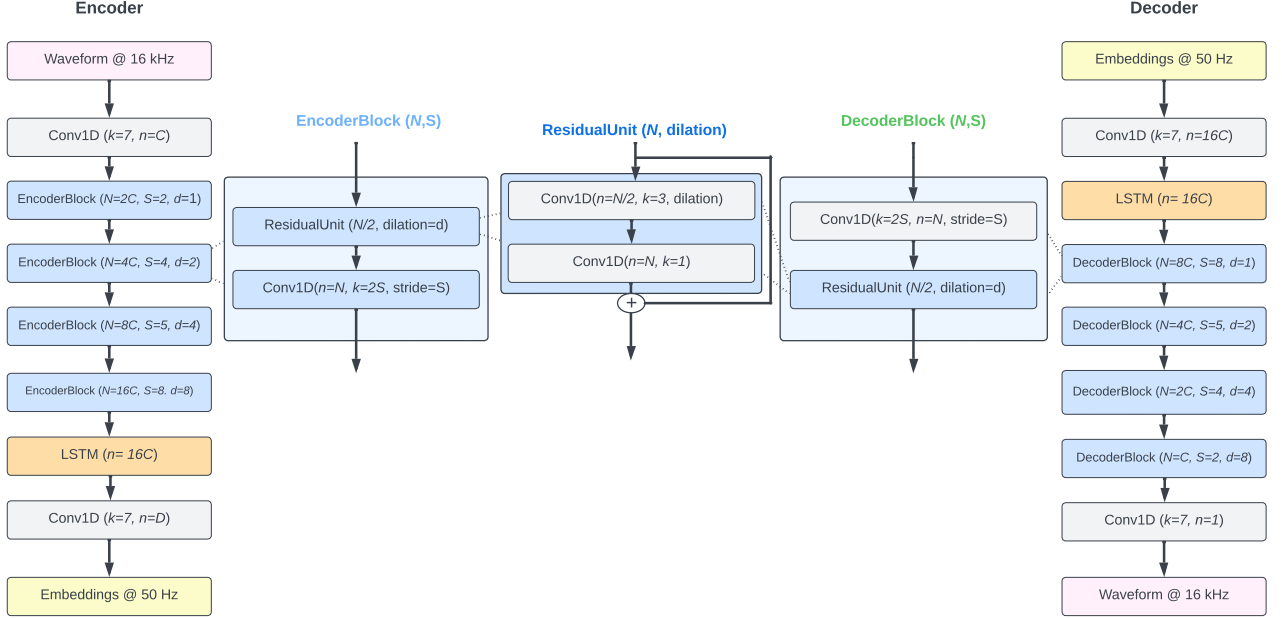 Encoder
Waveform @ 16 kHz
Conv1D (k=7, n=C)
EncoderBlock (N=2C, S=2, d=1)
EncoderBlock (N=4C, S=4, d=2)
EncoderBlock (N=8C, S=5, d=4)
EncoderBlock (N=16C, S=8. d=8)
LSTM (n= 16C)
Conv1D (k=7, n=D)
Embeddings @ 50 Hz
EncoderBlock (N,S)
ResidualUnit (N/2, dilation=d)
Conv1D(n=N, k=2S, stride=S)
ResidualUnit (N, dilation)
Conv1D(n=N/2, k=3, dilation)
Conv1D(n=N, k=1)
+
DecoderBlock (N,S)
Conv1D(k=2S, n=N, stride=S)
ResidualUnit (N/2, dilation=d)
Decoder
Embeddings @ 50 Hz
Conv1D (k=7, n=16C)
LSTM (n= 16C)
DecoderBlock (N=8C, S=8, d=1)
DecoderBlock (N=4C, S=5, d=2)
DecoderBlock (N=2C, S=4, d=4)
DecoderBlock (N=C, S=2, d=8)
Conv1D (k=7, n=1)
Waveform @ 16 kHz